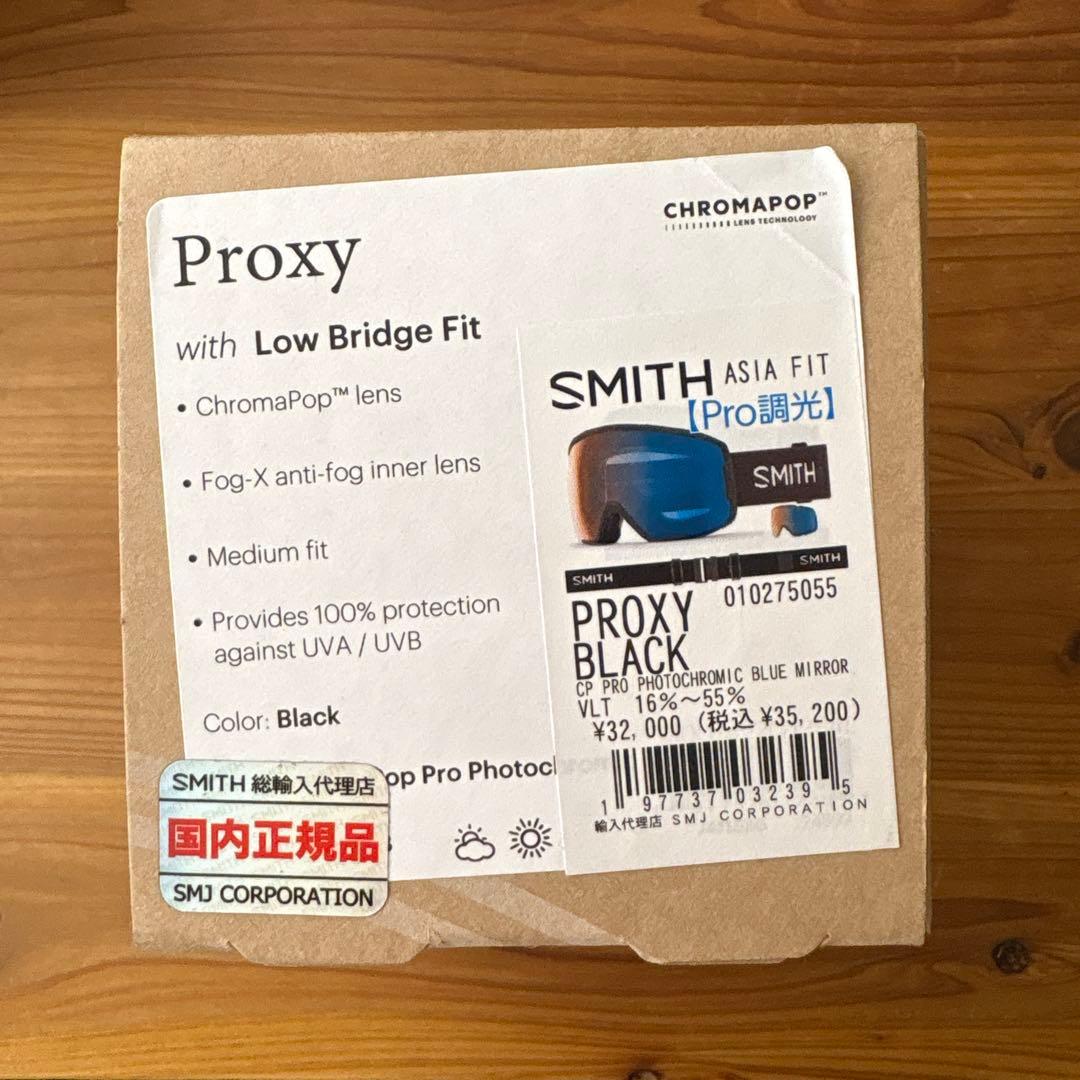 Proxy
CHROMAPOP™
LENS TECHNOLOGY
with Low Bridge Fit
• ChromaPop™ lens
• Fog-X anti-fog inner lens
• Medium fit
• Provides 100% protection
against UVA / UVB
Color: Black
op Pro Photoc
SMITH ASIA FIT
【Pro調光】
SMITH
SMITH
SMITH
010275055
PROXY
BLACK
CP PRO PHOTOCHROMIC BLUE MIRROR
VLT 16%~55%
¥32,000 (税込 ¥35,200)
1 97737 03239 5
輸入代理店 SMJ CORPORATION
SMITH 総輸入代理店
国内正規品
SMJ CORPORATION